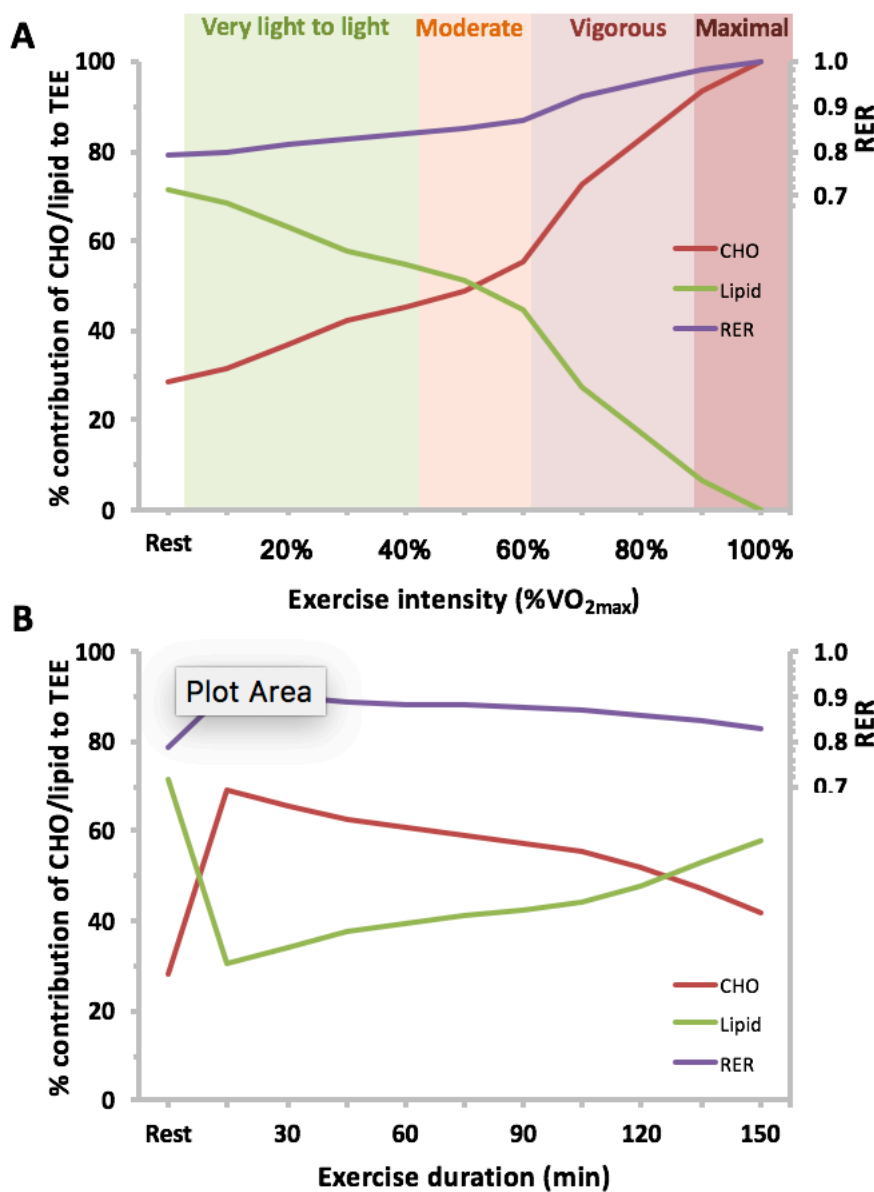 A
Very light to light
Moderate
Vigorous
Maximal
% contribution of CHO/lipid to TEE
100
80
60
40
20
0
1.0
0.9
0.8
0.7
RER
CHO
Lipid
RER
Rest
20%
40%
60%
80%
100%
Exercise intensity (%VO2max)
B
% contribution of CHO/lipid to TEE
100
80
60
40
20
0
Plot Area
1.0
0.9
0.8
0.7
RER
CHO
Lipid
RER
Rest
30
60
90
120
150
Exercise duration (min)